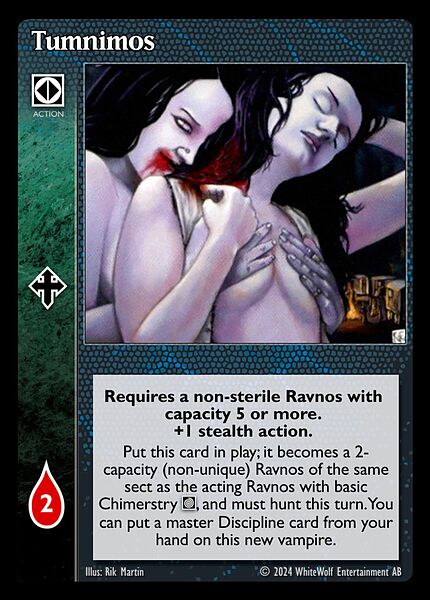 Tumnimos
ACTION
Requires a non-sterile Ravnos with
capacity 5 or more.
+1 stealth action.
Put this card in play; it becomes a 2-
capacity (non-unique) Ravnos of the same
sect as the acting Ravnos with basic
Chimerstry , and must hunt this turn. You
can put a master Discipline card from your
hand on this new vampire.
2
Illus: Rik Martin
© 2024 WhiteWolf Entertainment AB